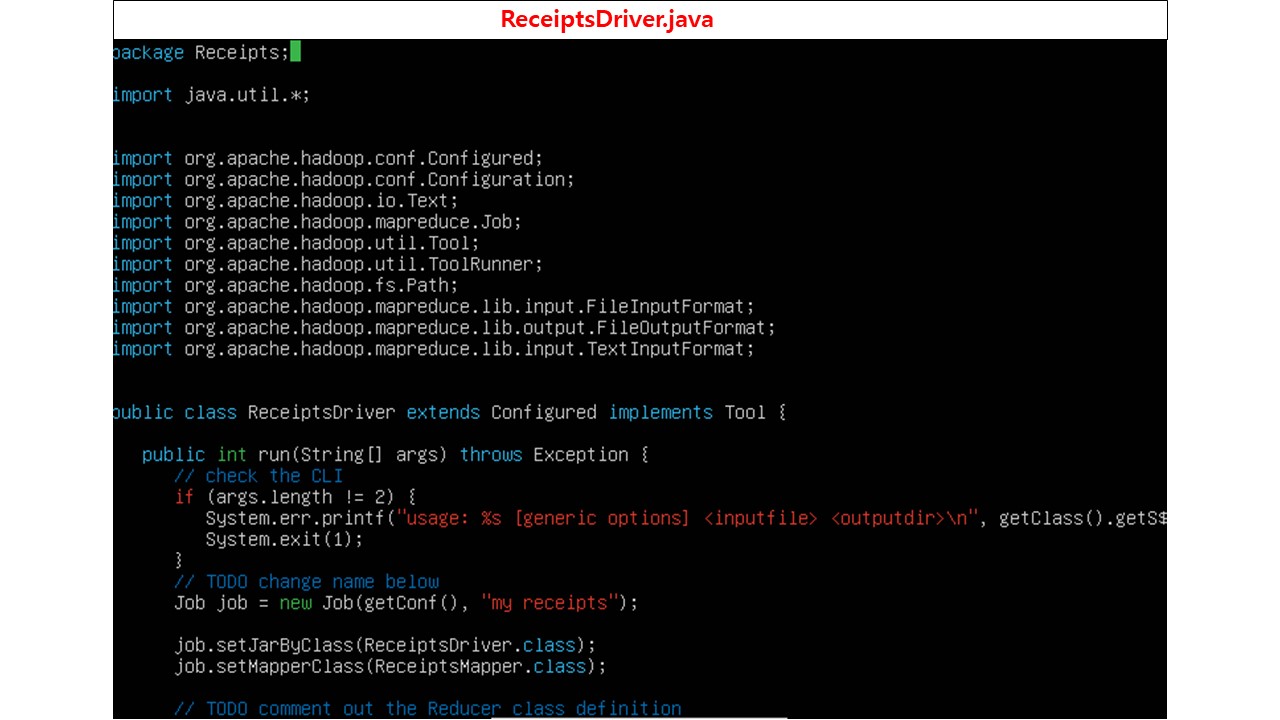 ReceiptsDriver.java
package Receipts;
import java.util.*;
import org.apache.hadoop.conf.Configured;
import org.apache.hadoop.conf.Configuration;
import org.apache.hadoop.io.Text;
import org.apache.hadoop.mapreduce.Job;
import org.apache.hadoop.util.Tool;
import org.apache.hadoop.util.ToolRunner;
import org.apache.hadoop.fs.Path;
import org.apache.hadoop.mapreduce.lib.input.FileInputFormat;
import org.apache.hadoop.mapreduce.lib.output.FileOutputFormat;
import org.apache.hadoop.mapreduce.lib.input.TextInputFormat;
public class ReceiptsDriver extends Configured implements Tool {
public int run(String[] args) throws Exception {
// check the CLI
if (args.length != 2) {
System.err.printf("usage: %s [generic options] <inputfile> <outputdir>\n", getClass().getS$
System.exit(1);
}
// TODO change name below
Job job = new Job(getConf(), "my receipts");
job.setJarByClass(ReceiptsDriver.class);
job.setMapperClass(ReceiptsMapper.class);
// TODO comment out the Reducer class definition